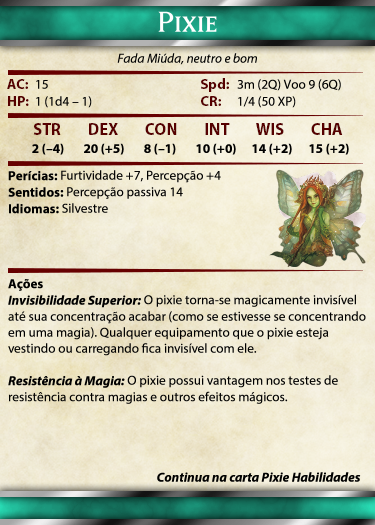 Pixie
Fada Miúda, neutro e bom
AC: 15 Spd: 3m (2Q) Voo 9 (6Q)
HP: 1 (1d4 – 1) CR: 1/4 (50 XP)
STR DEX CON INT WIS CHA
2 (–4) 20 (+5) 8 (–1) 10 (+0) 14 (+2) 15 (+2)
Perícias: Furtividade +7, Percepção +4
Sentidos: Percepção passiva 14
Idiomas: Silvestre
Ações
Invisibilidade Superior: O pixie torna-se magicamente invisível
até sua concentração acabar (como se estivesse se concentrando
em uma magia). Qualquer equipamento que o pixie esteja
vestindo ou carregando fica invisível com ele.
Resistência à Magia: O pixie possui vantagem nos testes de
resistência contra magias e outros efeitos mágicos.
Continua na carta Pixie Habilidades